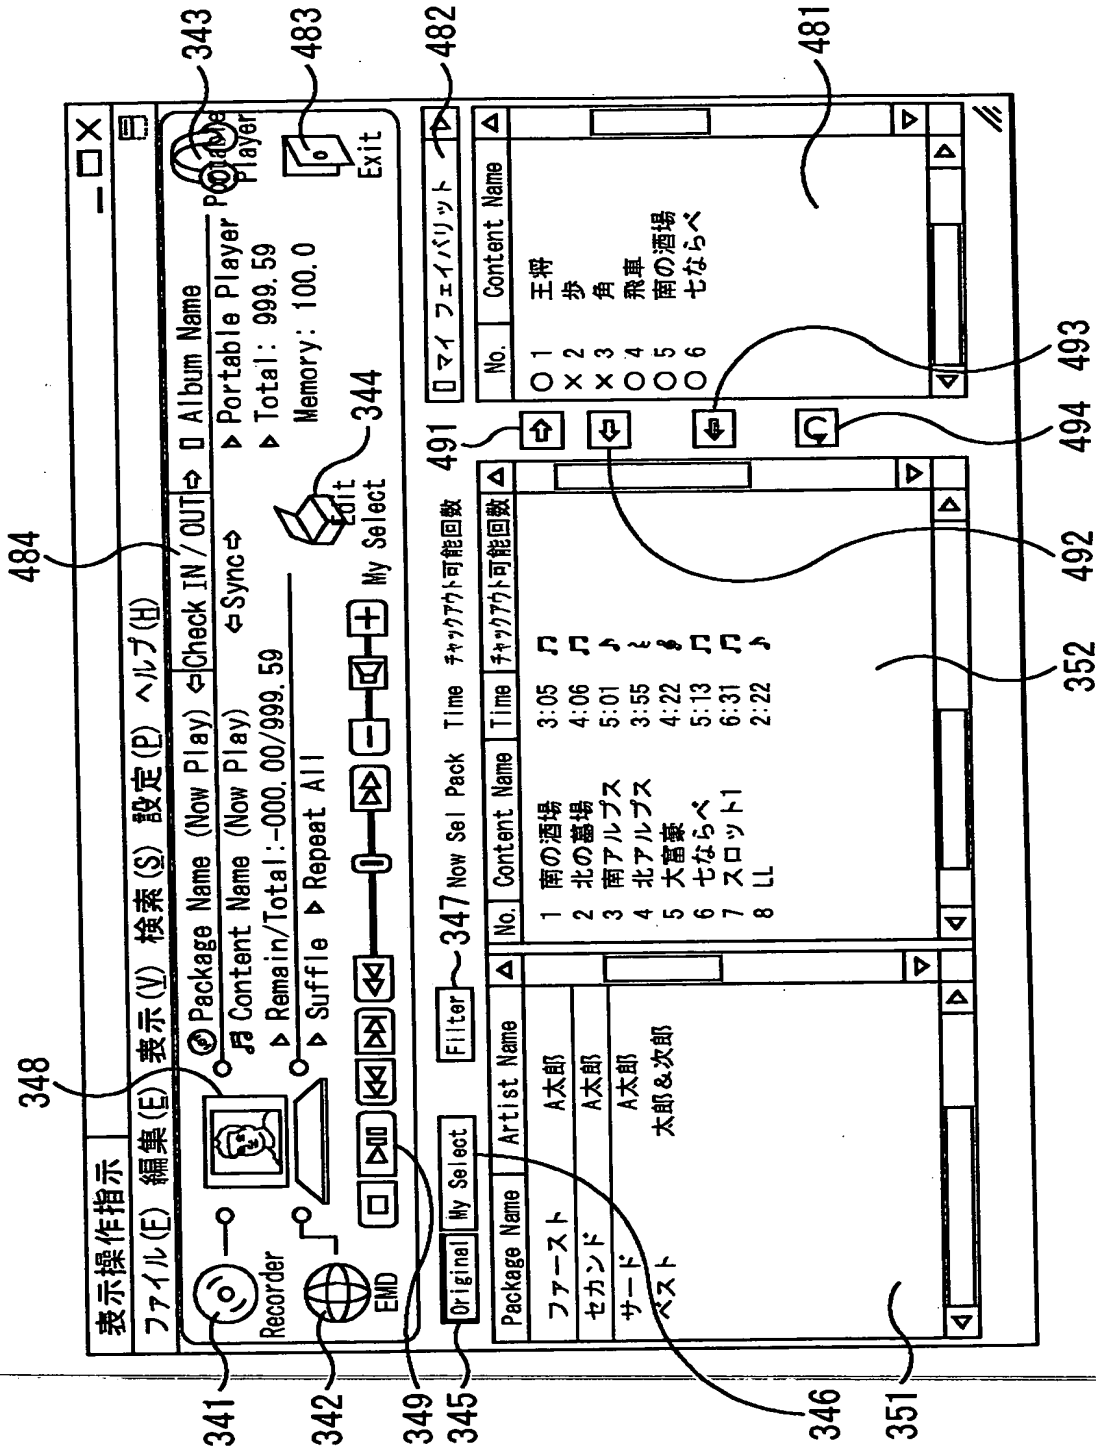 484
348
表示操作指示
ファイル(F) 編集(E) 表示(V) 検索(S) 設定(P) ヘルプ(H)
341
Recorder
342
EMD
Package Name (Now Play)
Content Name (Now Play)
Remain/Total:-000.00/999.59
Suffle Repeat All
Check IN / OUT
Sync
Album Name
Portable Player
Total: 999.59
Memory: 100.0
Portable
Player
343
483
Exit
Edit
My Select
344
349
345
Original My Select
Filter
347
Now Sel Pack Time チャックアウト可能回数
マイ フェイバリット
482
Package Name Artist Name
ファースト A太郎
セカンド A太郎
サード A太郎
ベスト 太郎&次郎
No. Content Name Time チャックアウト可能回数
1 南の酒場 3:05
2 北の墓場 4:06
3 南アルプス 5:01
4 北アルプス 3:55
5 大富豪 4:22
6 七ならべ 5:13
7 スロット1 6:31
8 LL 2:22
491
No. Content Name
○ 1 王将
× 2 歩
× 3 角
○ 4 飛車
○ 5 南の酒場
○ 6 七ならべ
481
346
351
352
492
494
493